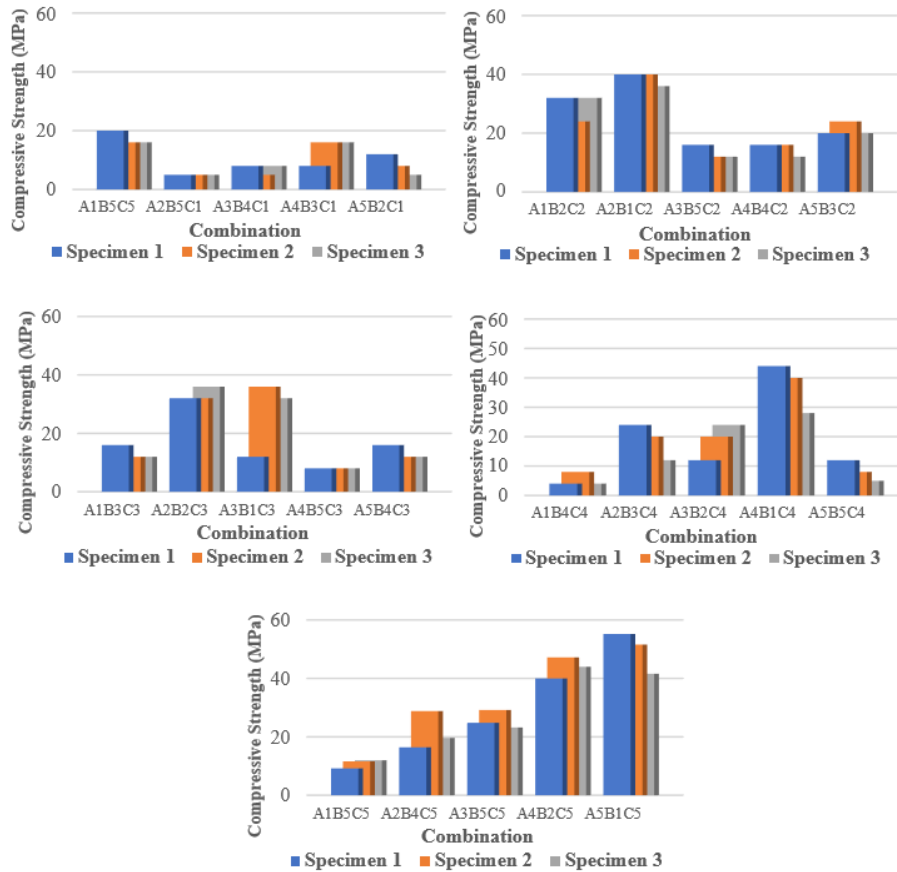 Compressive Strength (MPa)
60
40
20
0
A1B5C5 A2B5C1 A3B4C1 A4B3C1 A5B2C1
Combination
Specimen 1 Specimen 2 Specimen 3
Compressive Strength (MPa)
60
40
20
0
A1B2C2 A2B1C2 A3B5C2 A4B4C2 A5B3C2
Combination
Specimen 1 Specimen 2 Specimen 3
Compressive Strength (MPa)
60
40
20
0
A1B3C3 A2B2C3 A3B1C3 A4B5C3 A5B4C3
Combination
Specimen 1 Specimen 2 Specimen 3
Compressive Strength (MPa)
60
50
40
30
20
10
0
A1B4C4 A2B3C4 A3B2C4 A4B1C4 A5B5C4
Combination
Specimen 1 Specimen 2 Specimen 3
Compressive Strength (MPa)
60
40
20
0
A1B5C5 A2B4C5 A3B5C5 A4B2C5 A5B1C5
Combination
Specimen 1 Specimen 2 Specimen 3